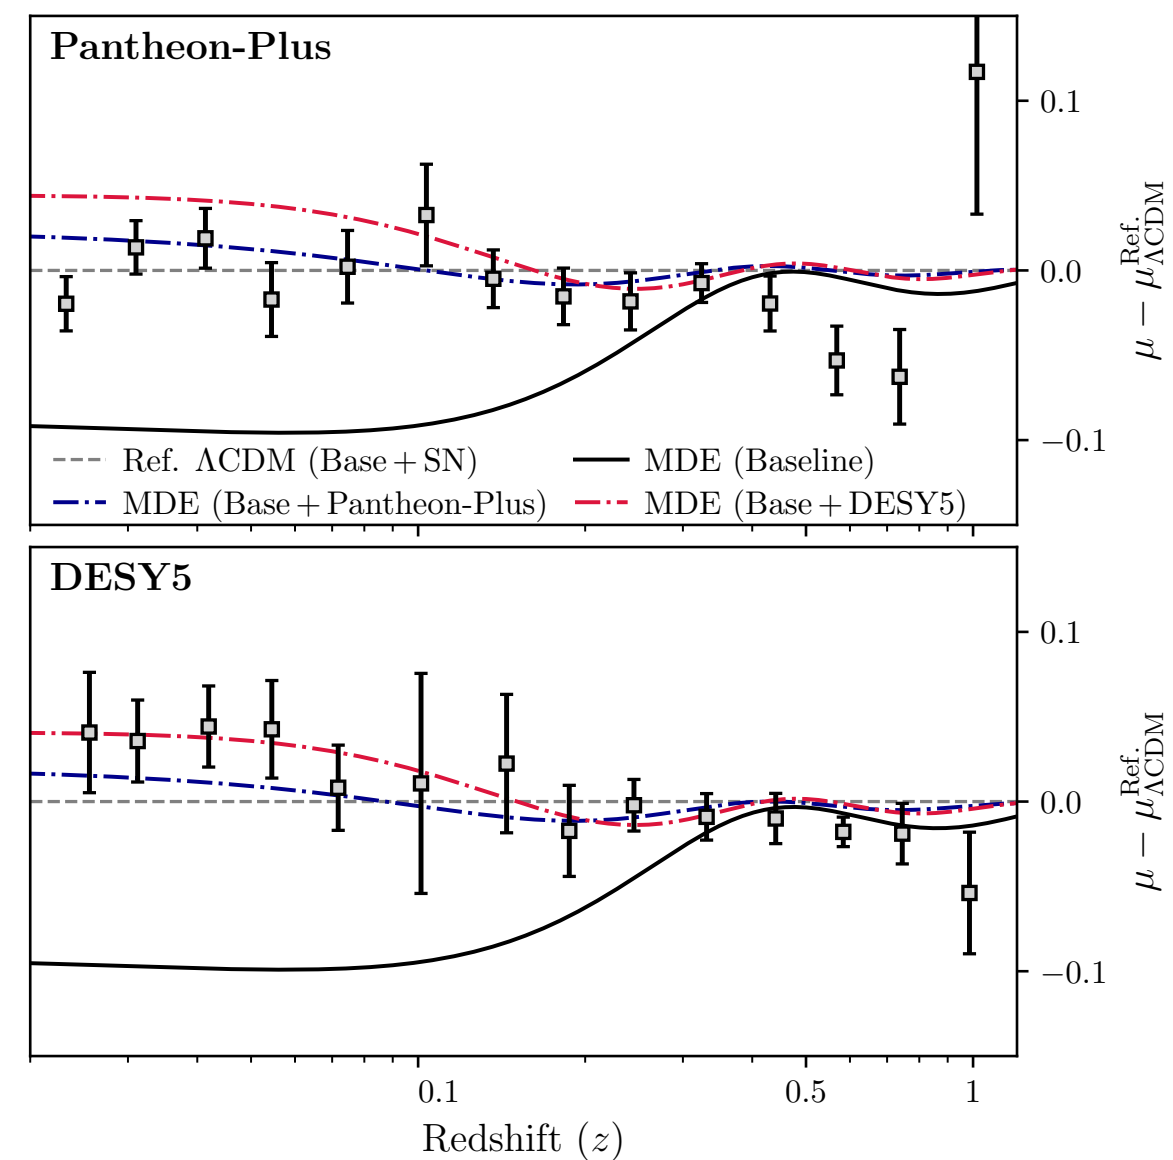 Pantheon-Plus
0.1
0.0
−0.1
μ − μ^Ref._ΛCDM
Ref. ΛCDM (Base + SN)
MDE (Baseline)
MDE (Base + Pantheon-Plus)
MDE (Base + DESY5)
DESY5
0.1
0.0
−0.1
μ − μ^Ref._ΛCDM
0.1 0.5 1
Redshift (z)